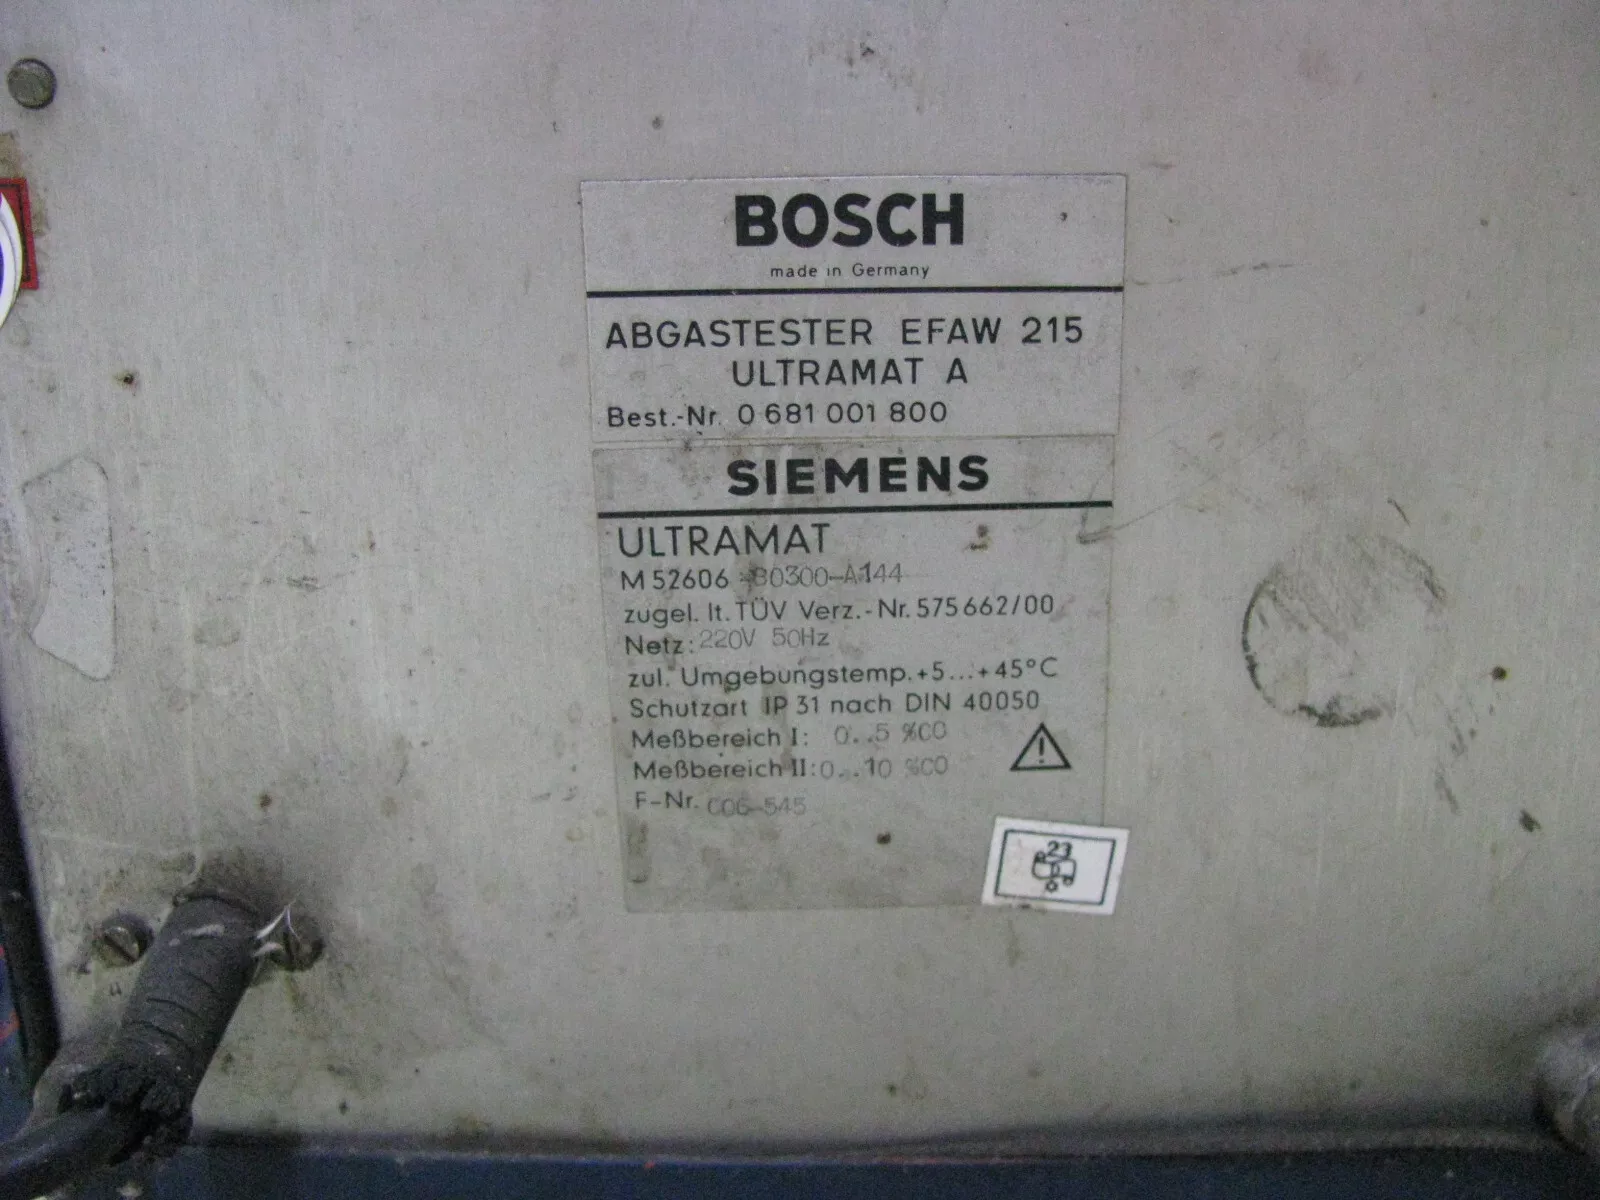 BOSCH
made in Germany
ABGASTESTER EFAW 215
ULTRAMAT A
Best.-Nr. 0 681 001 800
SIEMENS
ULTRAMAT
M 52606 -B0300-A144
zugel. lt. TÜV Verz.-Nr. 575662/00
Netz: 220V 50Hz
zul. Umgebungstemp. +5...+45°C
Schutzart IP 31 nach DIN 40050
Meßbereich I: 0..5 %CO
Meßbereich II: 0..10 %CO
F-Nr. C06-545
23